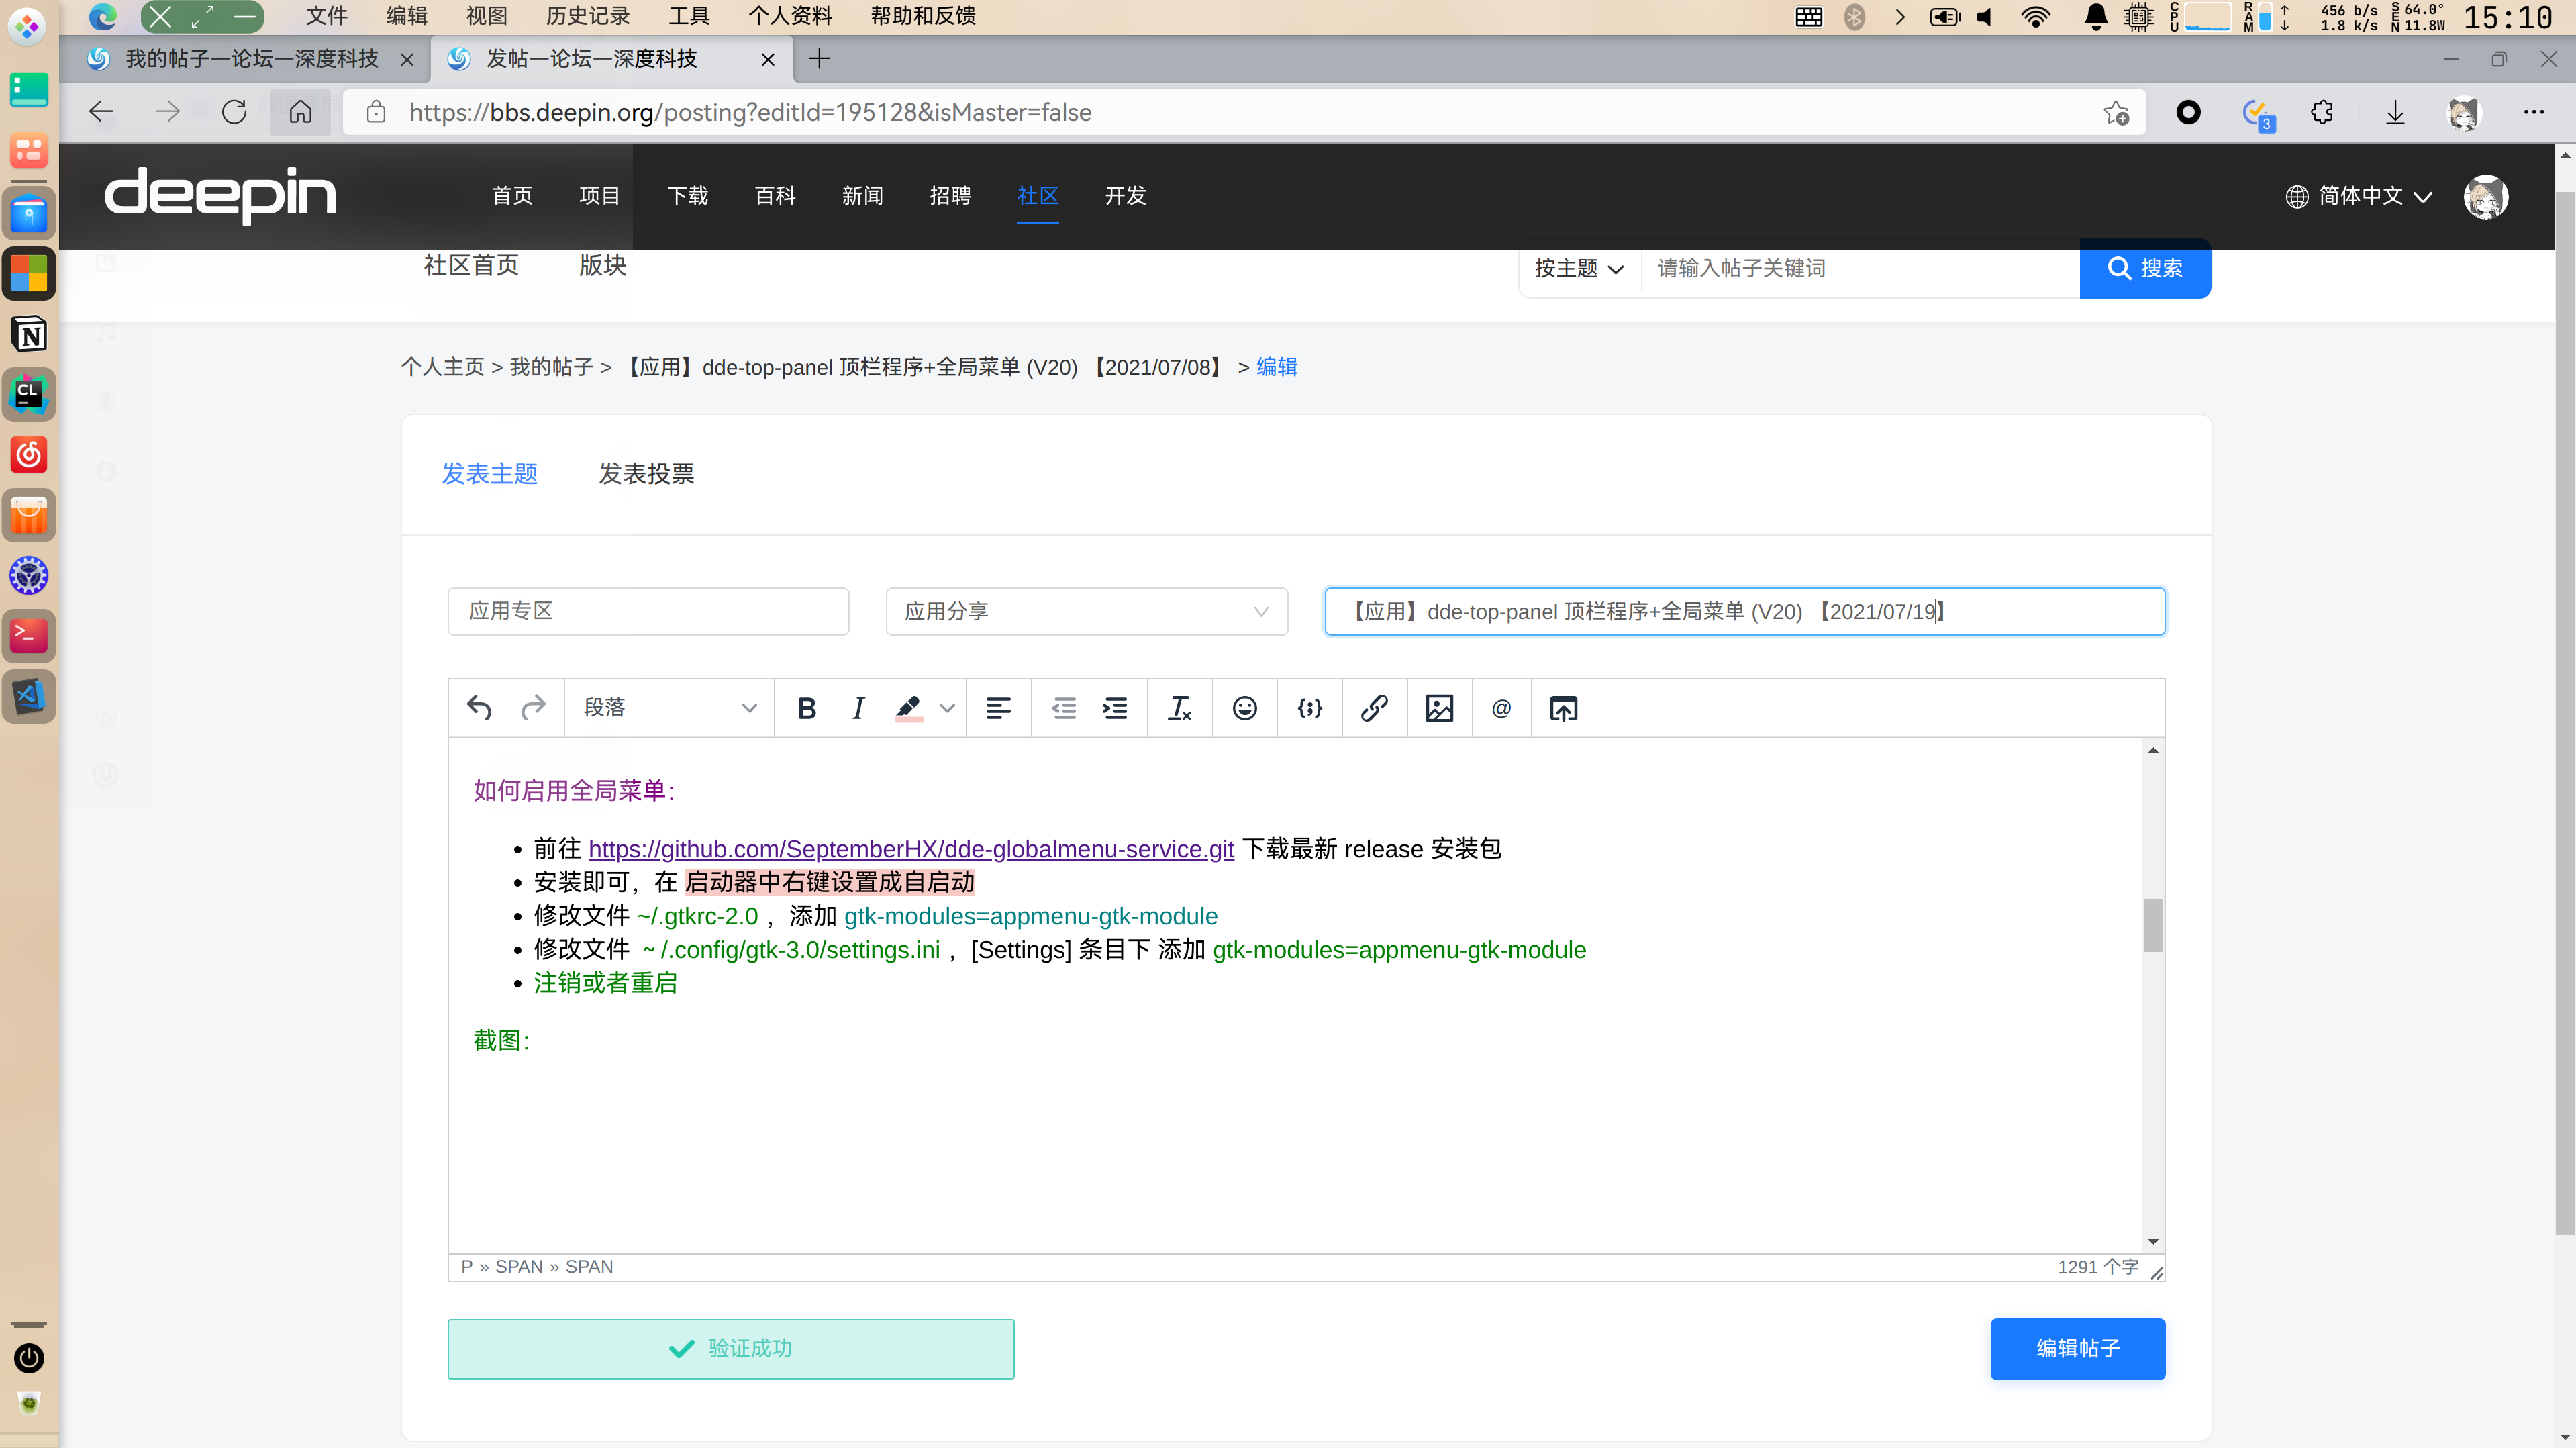 文件 编辑 视图 历史记录 工具 个人资料 帮助和反馈
CPU RAM 456 b/s 1.8 k/s SEN 64.0° 11.8W 15:10
我的帖子—论坛—深度科技 发帖—论坛—深度科技
https://bbs.deepin.org/posting?editId=195128&isMaster=false
3
deepin 首页 项目 下载 百科 新闻 招聘 社区 开发 简体中文
社区首页 版块 按主题 请输入帖子关键词 搜索
个人主页 > 我的帖子 > 【应用】dde-top-panel 顶栏程序+全局菜单 (V20) 【2021/07/08】 > 编辑
发表主题 发表投票
应用专区 应用分享 【应用】dde-top-panel 顶栏程序+全局菜单 (V20) 【2021/07/19】
段落 B I @
如何启用全局菜单：
• 前往 https://github.com/SeptemberHX/dde-globalmenu-service.git 下载最新 release 安装包
• 安装即可，在 启动器中右键设置成自启动
• 修改文件 ~/.gtkrc-2.0 ，添加 gtk-modules=appmenu-gtk-module
• 修改文件 ~ /.config/gtk-3.0/settings.ini ，[Settings] 条目下 添加 gtk-modules=appmenu-gtk-module
• 注销或者重启
截图：
P » SPAN » SPAN 1291 个字
验证成功 编辑帖子